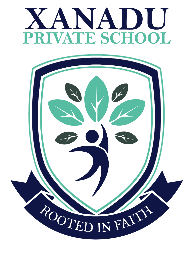 XANADU
PRIVATE SCHOOL
ROOTED IN FAITH